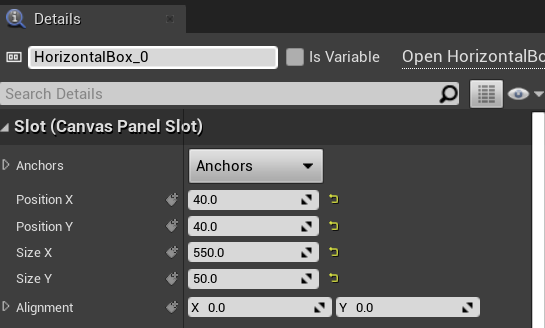 Details
HorizontalBox_0 Is Variable Open HorizontalBo
Search Details
Slot (Canvas Panel Slot)
Anchors Anchors
Position X 40.0
Position Y 40.0
Size X 550.0
Size Y 50.0
Alignment X 0.0 Y 0.0